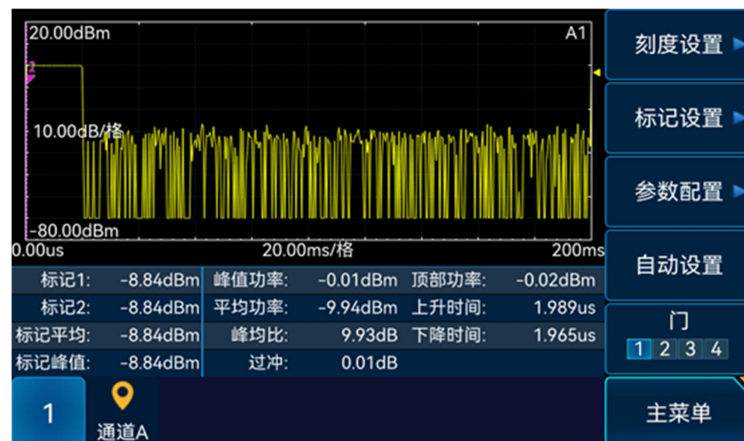 20.00dBm
A1
2
10.00dB/格
-80.00dBm
0.00us 20.00ms/格 200ms
标记1: -8.84dBm 峰值功率: -0.01dBm 顶部功率: -0.02dBm
标记2: -8.84dBm 平均功率: -9.94dBm 上升时间: 1.989us
标记平均: -8.84dBm 峰均比: 9.93dB 下降时间: 1.965us
标记峰值: -8.84dBm 过冲: 0.01dB
1
通道A
刻度设置
标记设置
参数配置
自动设置
门
1 2 3 4
主菜单